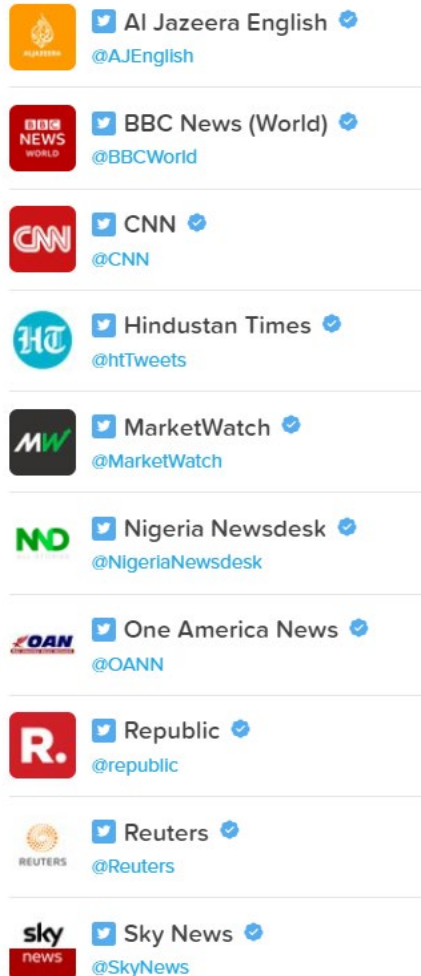 ALJAZEERA
Al Jazeera English
@AJEnglish
BBC
NEWS
WORLD
BBC News (World)
@BBCWorld
CNN
CNN
@CNN
HT
Hindustan Times
@htTweets
MW
MarketWatch
@MarketWatch
NND
Nigeria Newsdesk
@NigeriaNewsdesk
OAN
One America News
@OANN
R.
Republic
@republic
REUTERS
Reuters
@Reuters
sky
news
Sky News
@SkyNews